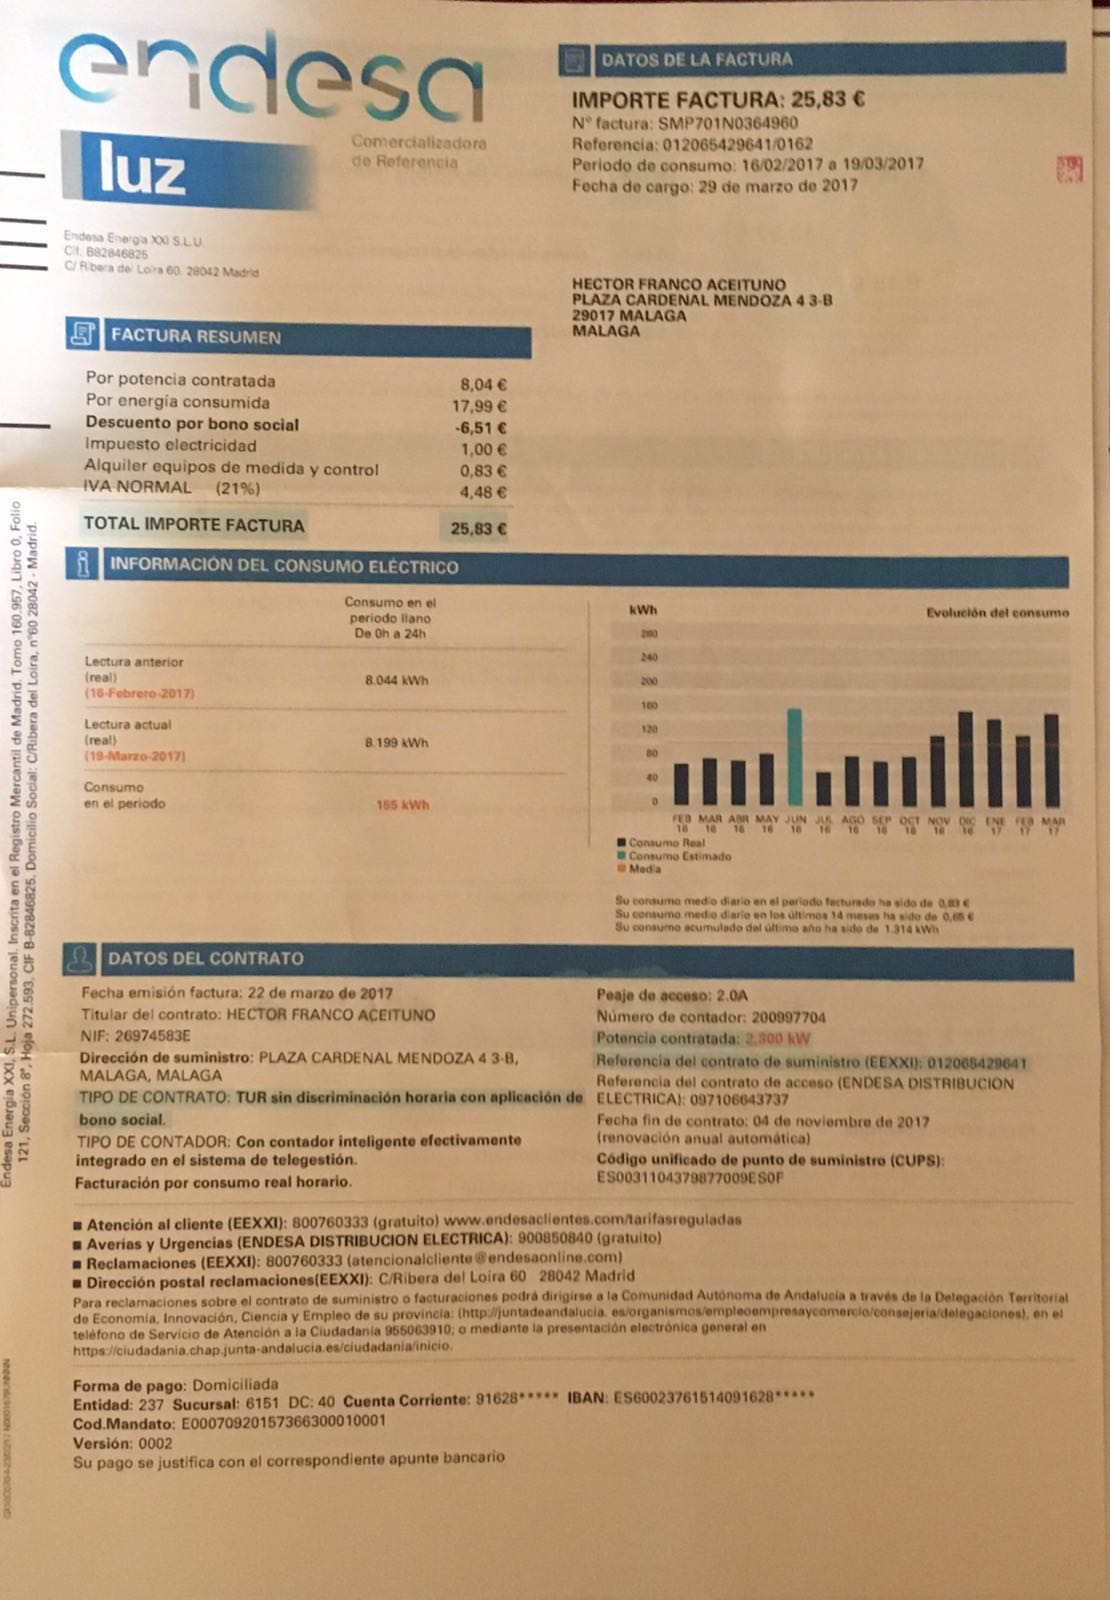 endesa
luz
Comercializadora
de Referencia
Endesa Energía XXI S.L.U.
Cif: B82846825
C/ Ribera del Loira 60. 28042 Madrid
DATOS DE LA FACTURA
IMPORTE FACTURA: 25,83 €
Nº factura: SMP701N0364960
Referencia: 012065429641/0162
Periodo de consumo: 16/02/2017 a 19/03/2017
Fecha de cargo: 29 de marzo de 2017
HECTOR FRANCO ACEITUNO
PLAZA CARDENAL MENDOZA 4 3-B
29017 MALAGA
MALAGA
FACTURA RESUMEN
Por potencia contratada 8,04 €
Por energía consumida 17,99 €
Descuento por bono social -6,51 €
Impuesto electricidad 1,00 €
Alquiler equipos de medida y control 0,83 €
IVA NORMAL (21%) 4,48 €
TOTAL IMPORTE FACTURA 25,83 €
INFORMACIÓN DEL CONSUMO ELÉCTRICO
Consumo en el
periodo llano
De 0h a 24h
Lectura anterior
(real) 8.044 kWh
(16-Febrero-2017)
Lectura actual
(real) 8.199 kWh
(19-Marzo-2017)
Consumo
en el periodo 155 kWh
kWh Evolución del consumo
280
240
200
160
120
80
40
0
FEB MAR ABR MAY JUN JUL AGO SEP OCT NOV DIC ENE FEB MAR
16 16 16 16 16 16 16 16 16 16 16 17 17 17
Consumo Real
Consumo Estimado
Media
Su consumo medio diario en el periodo facturado ha sido de 0,83 €
Su consumo medio diario en los últimos 14 meses ha sido de 0,65 €
Su consumo acumulado del último año ha sido de 1.314 kWh
DATOS DEL CONTRATO
Fecha emisión factura: 22 de marzo de 2017
Titular del contrato: HECTOR FRANCO ACEITUNO
NIF: 26974583E
Dirección de suministro: PLAZA CARDENAL MENDOZA 4 3-B,
MALAGA, MALAGA
TIPO DE CONTRATO: TUR sin discriminación horaria con aplicación de
bono social.
TIPO DE CONTADOR: Con contador inteligente efectivamente
integrado en el sistema de telegestión.
Facturación por consumo real horario.
Peaje de acceso: 2.0A
Número de contador: 200997704
Potencia contratada: 2,300 kW
Referencia del contrato de suministro (EEXXI): 012065429641
Referencia del contrato de acceso (ENDESA DISTRIBUCION
ELECTRICA): 097106643737
Fecha fin de contrato: 04 de noviembre de 2017
(renovación anual automática)
Código unificado de punto de suministro (CUPS):
ES0031104379877009ES0F
Atención al cliente (EEXXI): 800760333 (gratuito) www.endesaclientes.com/tarifasreguladas
Averías y Urgencias (ENDESA DISTRIBUCION ELECTRICA): 900850840 (gratuito)
Reclamaciones (EEXXI): 800760333 (atencionalcliente@endesaonline.com)
Dirección postal reclamaciones(EEXXI): C/Ribera del Loira 60 28042 Madrid
Para reclamaciones sobre el contrato de suministro o facturaciones podrá dirigirse a la Comunidad Autónoma de Andalucía a través de la Delegación Territorial
de Economía, Innovación, Ciencia y Empleo de su provincia: (http://juntadeandalucia. es/organismos/empleoempresaycomercio/consejeria/delegaciones), en el
teléfono de Servicio de Atención a la Ciudadanía 955063910; o mediante la presentación electrónica general en
https://ciudadania.chap.junta-andalucia.es/ciudadania/inicio.
Forma de pago: Domiciliada
Entidad: 237 Sucursal: 6151 DC: 40 Cuenta Corriente: 91628***** IBAN: ES60023761514091628*****
Cod.Mandato: E00070920157366300010001
Versión: 0002
Su pago se justifica con el correspondiente apunte bancario
Endesa Energía XXI, S.L. Unipersonal. Inscrita en el Registro Mercantil de Madrid. Tomo 160.957, Libro 0, Folio
121, Sección 8ª, Hoja 272.593, CIF B-82846825. Domicilio Social: C/Ribera del Loira, nº60 28042 - Madrid.